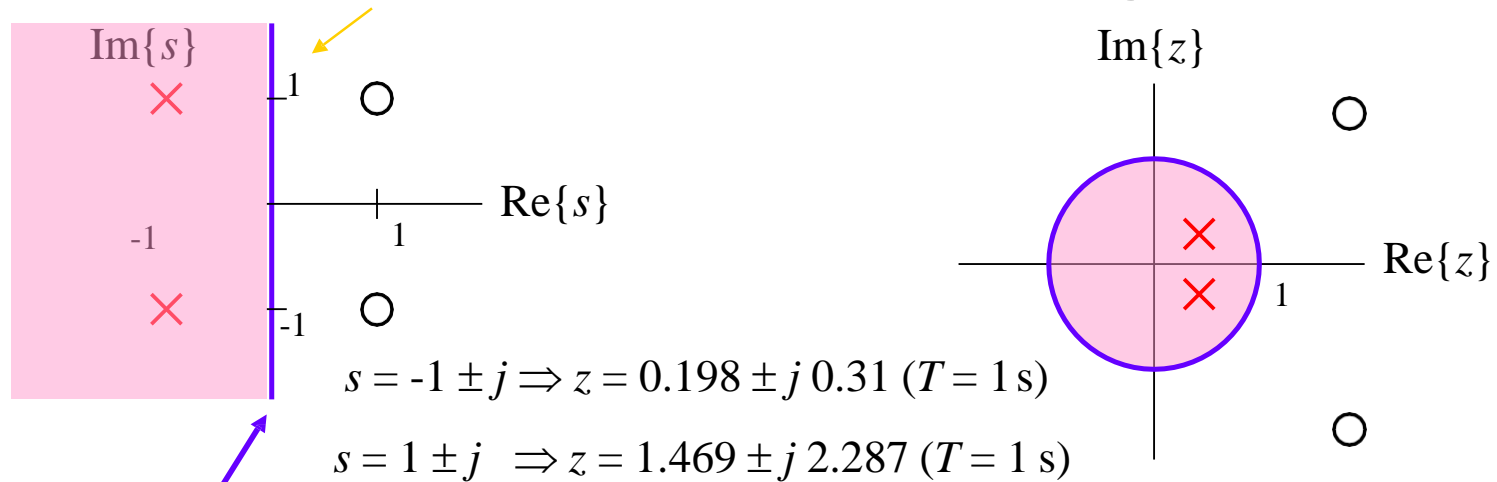 Im{s}
1
Re{s}
-1
1
-1
Im{z}
Re{z}
1
s = -1 ± j ⇒ z = 0.198 ± j 0.31 (T = 1 s)
s = 1 ± j ⇒ z = 1.469 ± j 2.287 (T = 1 s)